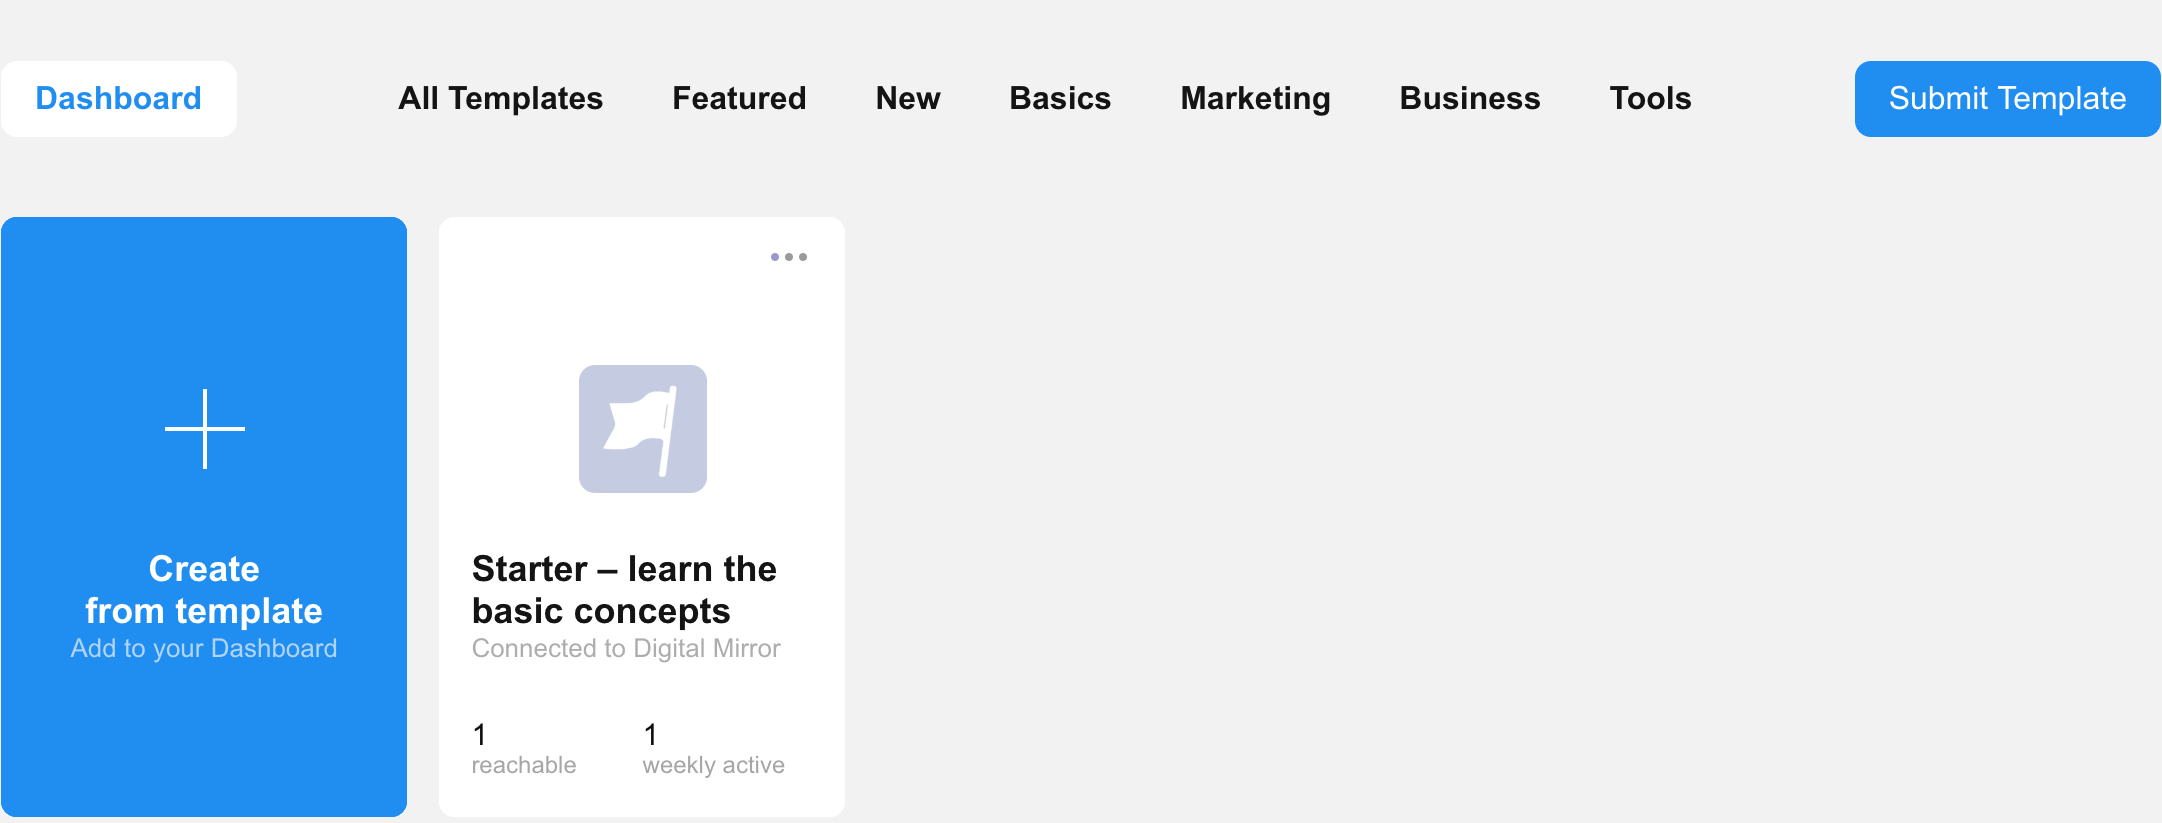 Dashboard
All Templates
Featured
New
Basics
Marketing
Business
Tools
Submit Template
Create
from template
Add to your Dashboard
Starter – learn the
basic concepts
Connected to Digital Mirror
1
reachable
1
weekly active